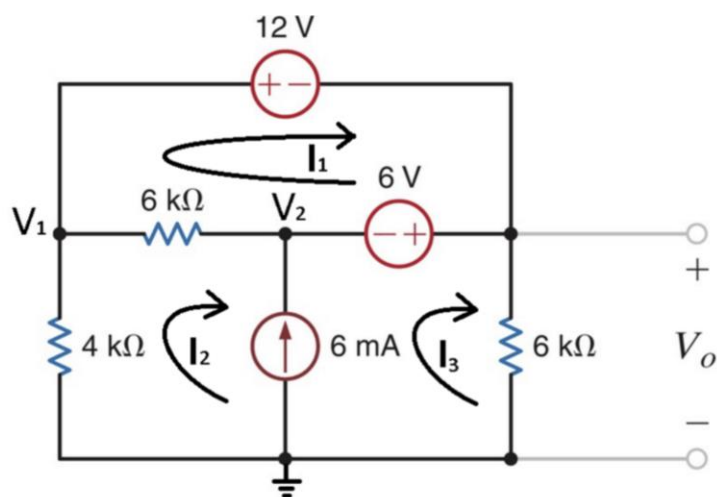 12 V
+ −
I₁
6 kΩ
6 V
V₁
V₂
− +
+
4 kΩ
I₂
6 mA
I₃
6 kΩ
Vₒ
−